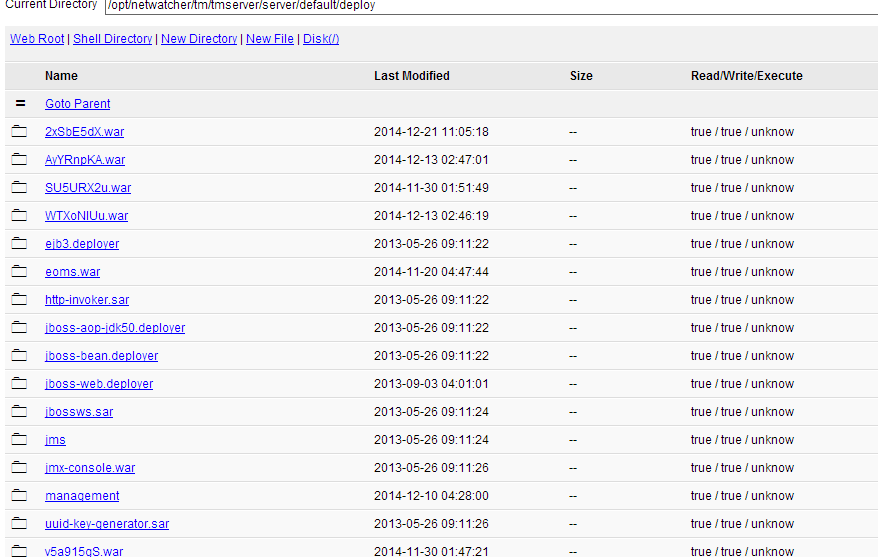 Current Directory /opt/netwatcher/tm/tmserver/server/default/deploy
Web Root | Shell Directory | New Directory | New File | Disk(/)
Name Last Modified Size Read/Write/Execute
= Goto Parent
2xSbE5dX.war 2014-12-21 11:05:18 -- true / true / unknow
AyYRnpKA.war 2014-12-13 02:47:01 -- true / true / unknow
SU5URX2u.war 2014-11-30 01:51:49 -- true / true / unknow
WTXoNIUu.war 2014-12-13 02:46:19 -- true / true / unknow
ejb3.deployer 2013-05-26 09:11:22 -- true / true / unknow
eoms.war 2014-11-20 04:47:44 -- true / true / unknow
http-invoker.sar 2013-05-26 09:11:22 -- true / true / unknow
jboss-aop-jdk50.deployer 2013-05-26 09:11:22 -- true / true / unknow
jboss-bean.deployer 2013-05-26 09:11:22 -- true / true / unknow
jboss-web.deployer 2013-09-03 04:01:01 -- true / true / unknow
jbossws.sar 2013-05-26 09:11:24 -- true / true / unknow
jms 2013-05-26 09:11:24 -- true / true / unknow
jmx-console.war 2013-05-26 09:11:26 -- true / true / unknow
management 2014-12-10 04:28:00 -- true / true / unknow
uuid-key-generator.sar 2013-05-26 09:11:26 -- true / true / unknow
v5a915qS.war 2014-11-30 01:47:21 -- true / true / unknow